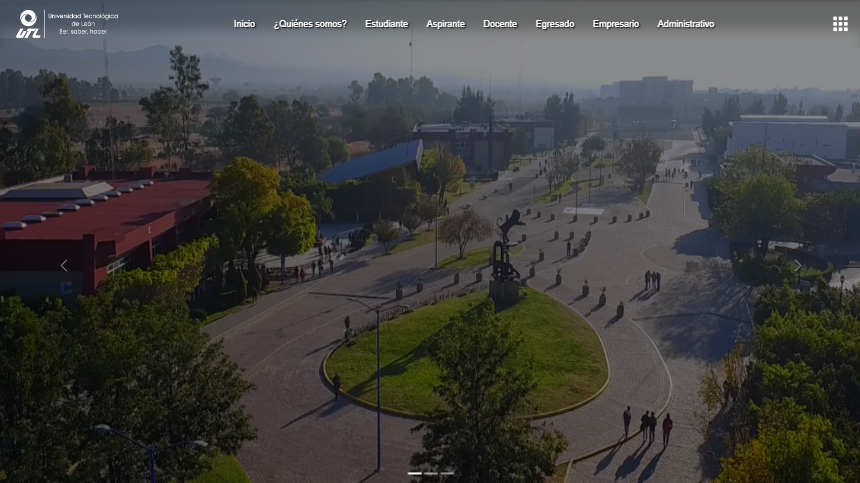 Universidad Tecnológica
de León
Ser, saber, hacer
UTL
Inicio
¿Quiénes somos?
Estudiante
Aspirante
Docente
Egresado
Empresario
Administrativo
C